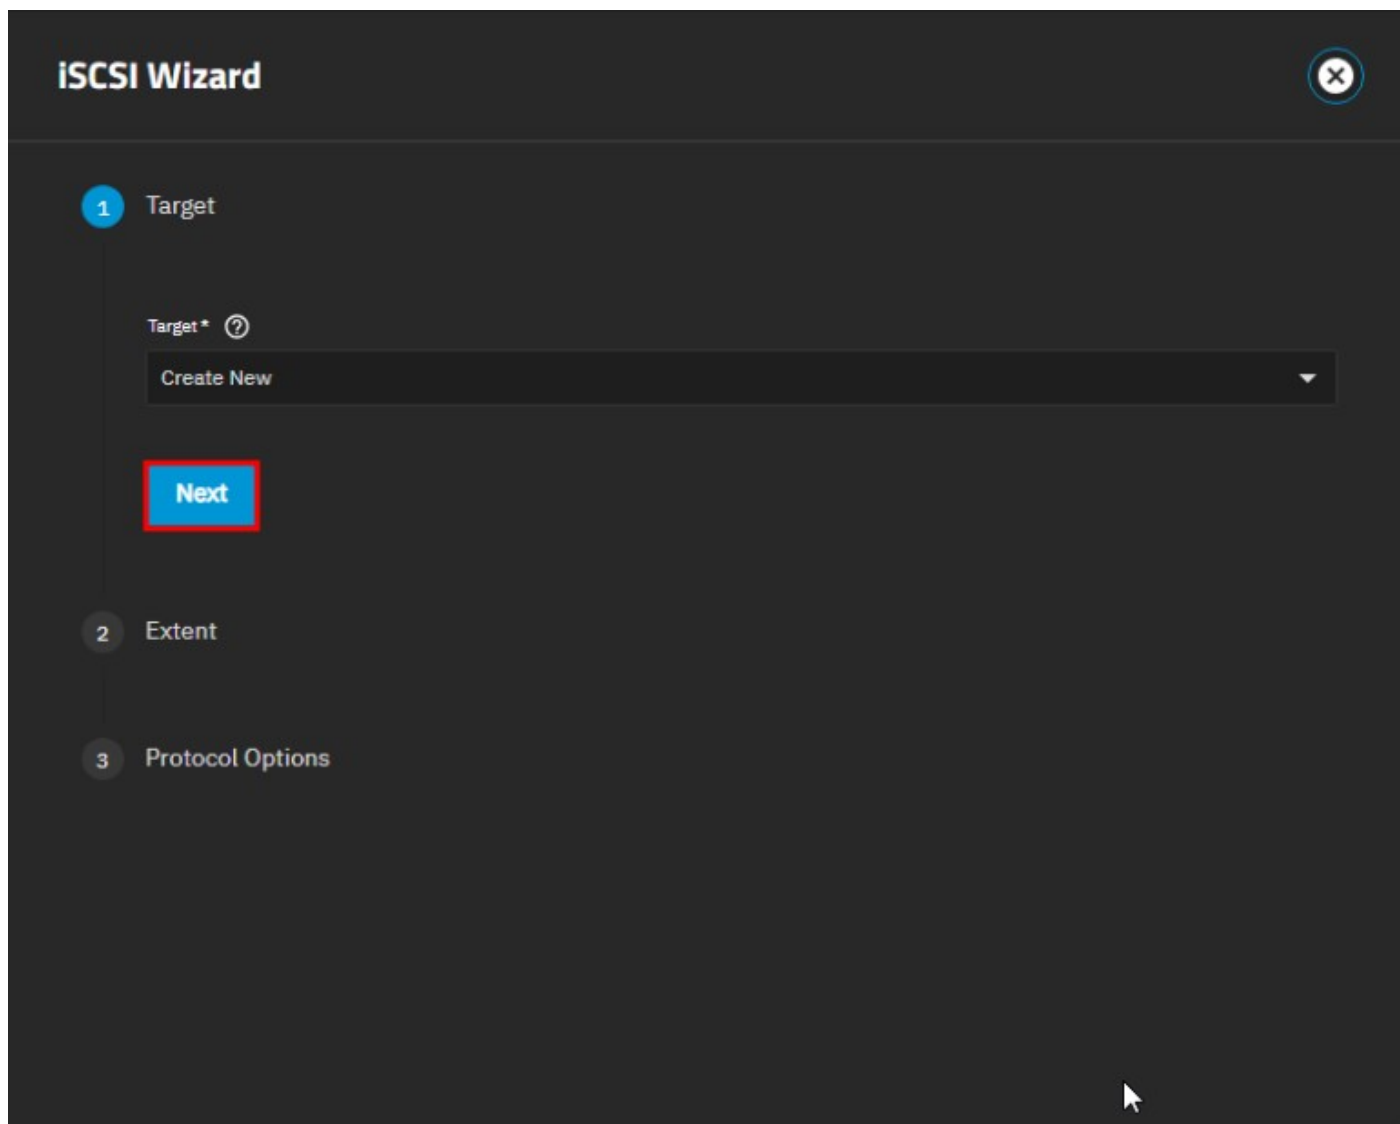 iSCSI Wizard
1 Target
Target* ?
Create New
Next
2 Extent
3 Protocol Options